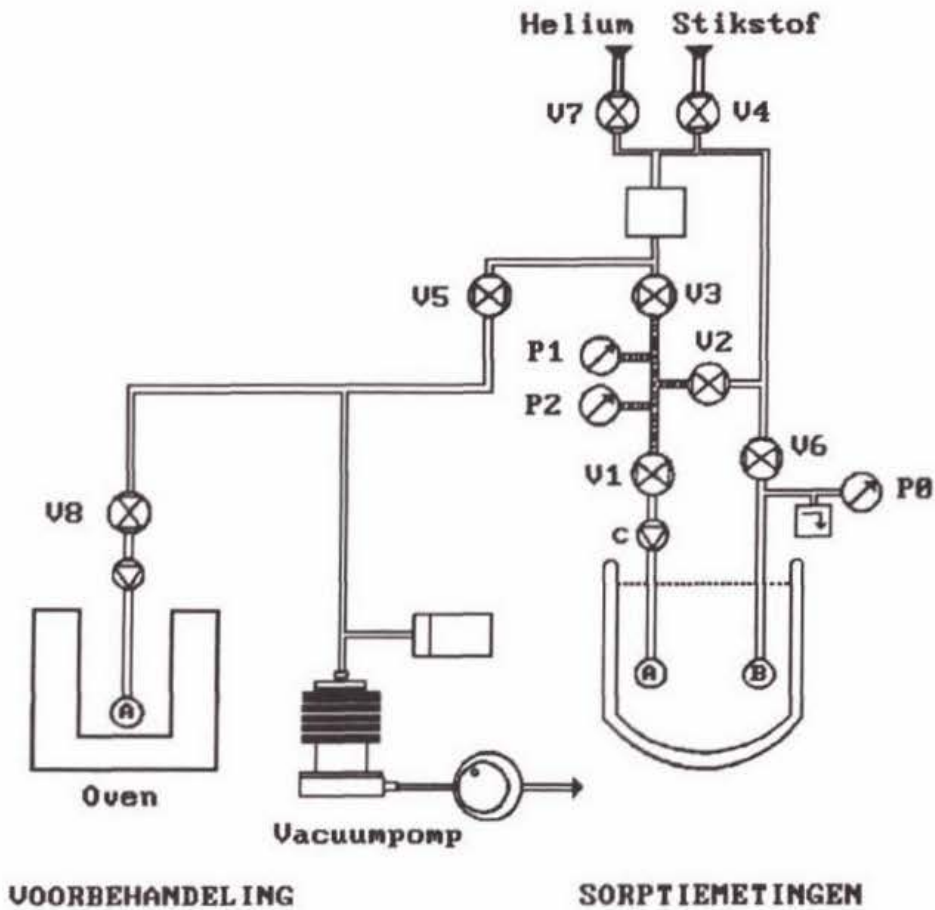 Helium Stikstof
V7 V4
V5 V3
P1 V2
P2
V1 V6
V8 P0
C
A B
A
Oven
Vacuumpomp
VOORBEHANDELING SORPTIEMETINGEN